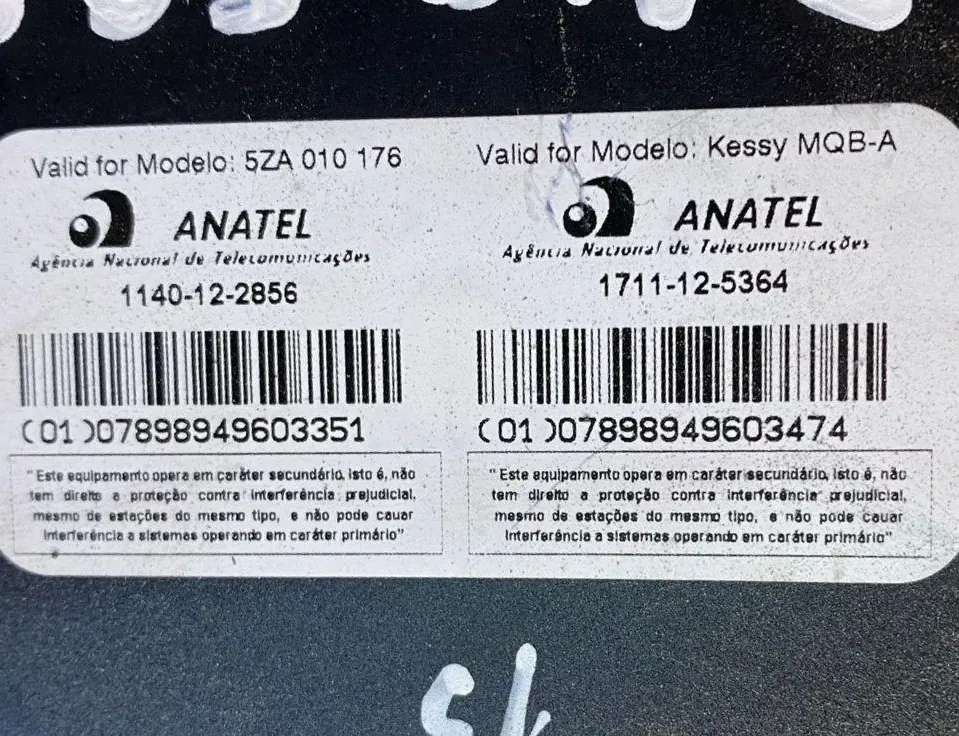 Valid for Modelo: 5ZA 010 176
ANATEL
Agência Nacional de Telecomunicações
1140-12-2856
(01)07898949603351
"Este equipamento opera em caráter secundário, isto é, não
tem direito a proteção contra interferência prejudicial,
mesmo de estações do mesmo tipo, e não pode cauar
interferência a sistemas operando em caráter primário"
Valid for Modelo: Kessy MQB-A
ANATEL
Agência Nacional de Telecomunicações
1711-12-5364
(01)07898949603474
"Este equipamento opera em caráter secundário, isto é, não
tem direito a proteção contra interferência prejudicial,
mesmo de estações do mesmo tipo, e não pode cauar
interferência a sistemas operando em caráter primário"